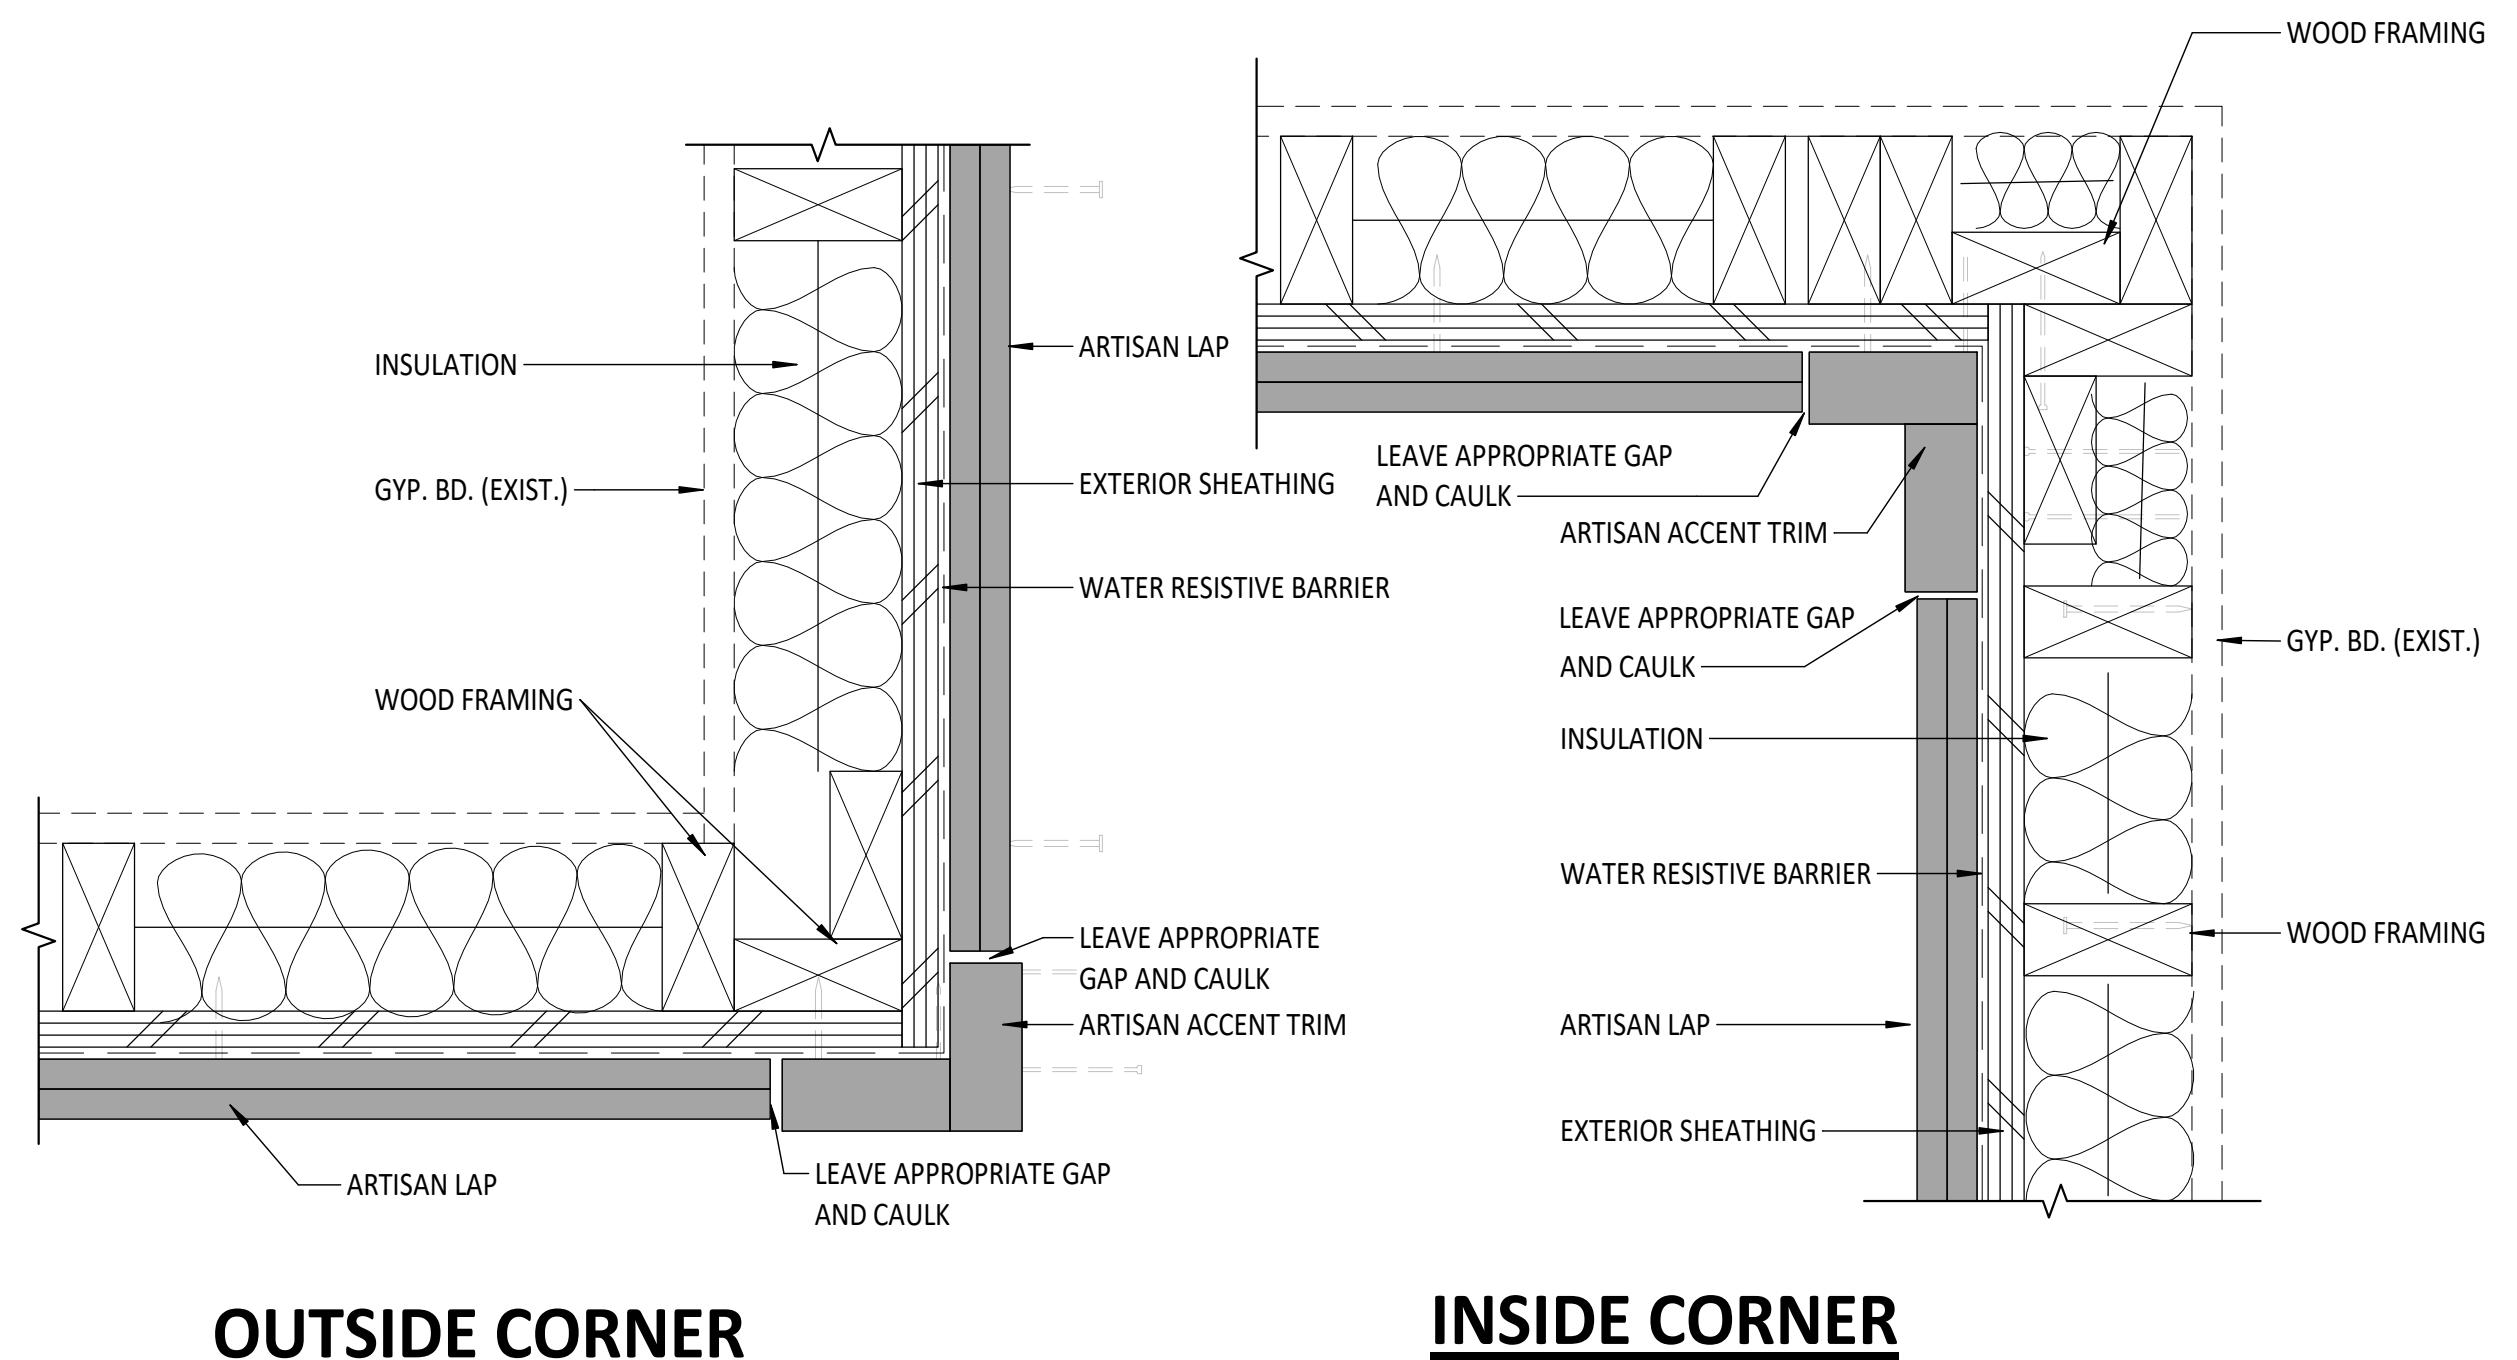 INSULATION
GYP. BD. (EXIST.)
WOOD FRAMING
ARTISAN LAP
EXTERIOR SHEATHING
WATER RESISTIVE BARRIER
LEAVE APPROPRIATE
GAP AND CAULK
ARTISAN ACCENT TRIM
ARTISAN LAP
LEAVE APPROPRIATE GAP
AND CAULK
OUTSIDE CORNER
WOOD FRAMING
LEAVE APPROPRIATE GAP
AND CAULK
ARTISAN ACCENT TRIM
LEAVE APPROPRIATE GAP
AND CAULK
GYP. BD. (EXIST.)
INSULATION
WATER RESISTIVE BARRIER
WOOD FRAMING
ARTISAN LAP
EXTERIOR SHEATHING
INSIDE CORNER